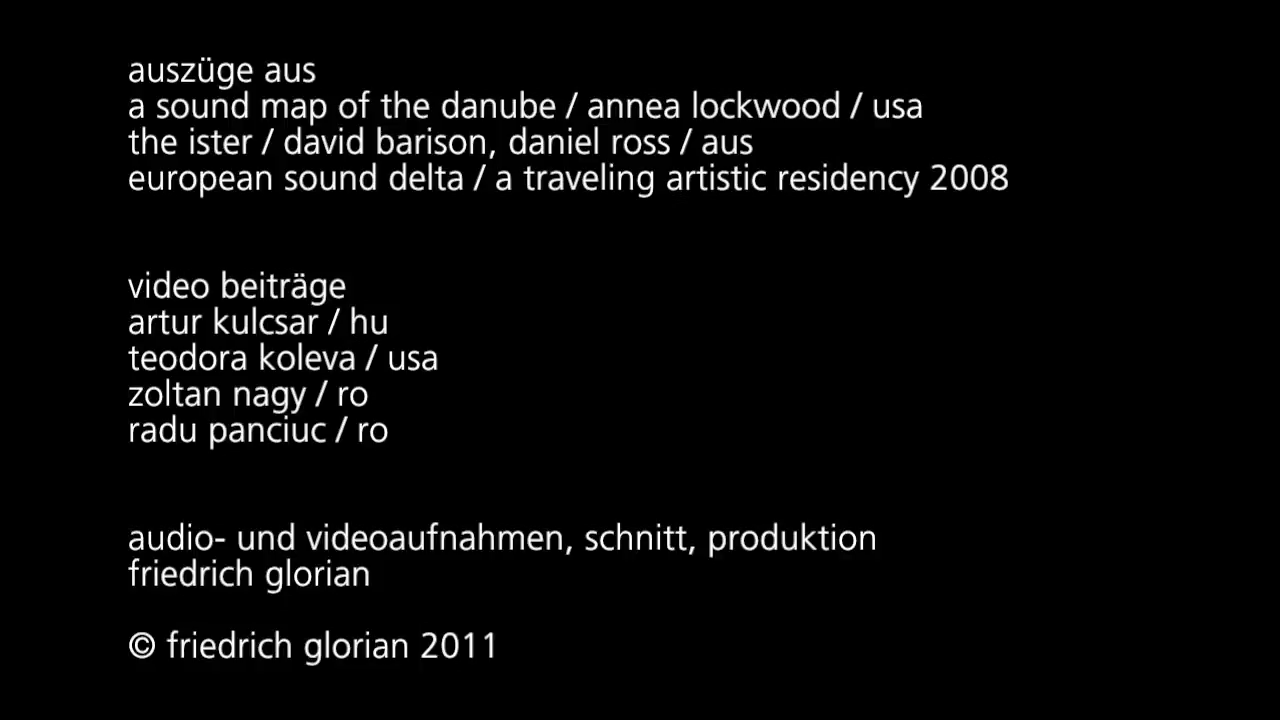 auszüge aus
a sound map of the danube / annea lockwood / usa
the ister / david barison, daniel ross / aus
european sound delta / a traveling artistic residency 2008
video beiträge
artur kulcsar / hu
teodora koleva / usa
zoltan nagy / ro
radu panciuc / ro
audio- und videoaufnahmen, schnitt, produktion
friedrich glorian
© friedrich glorian 2011